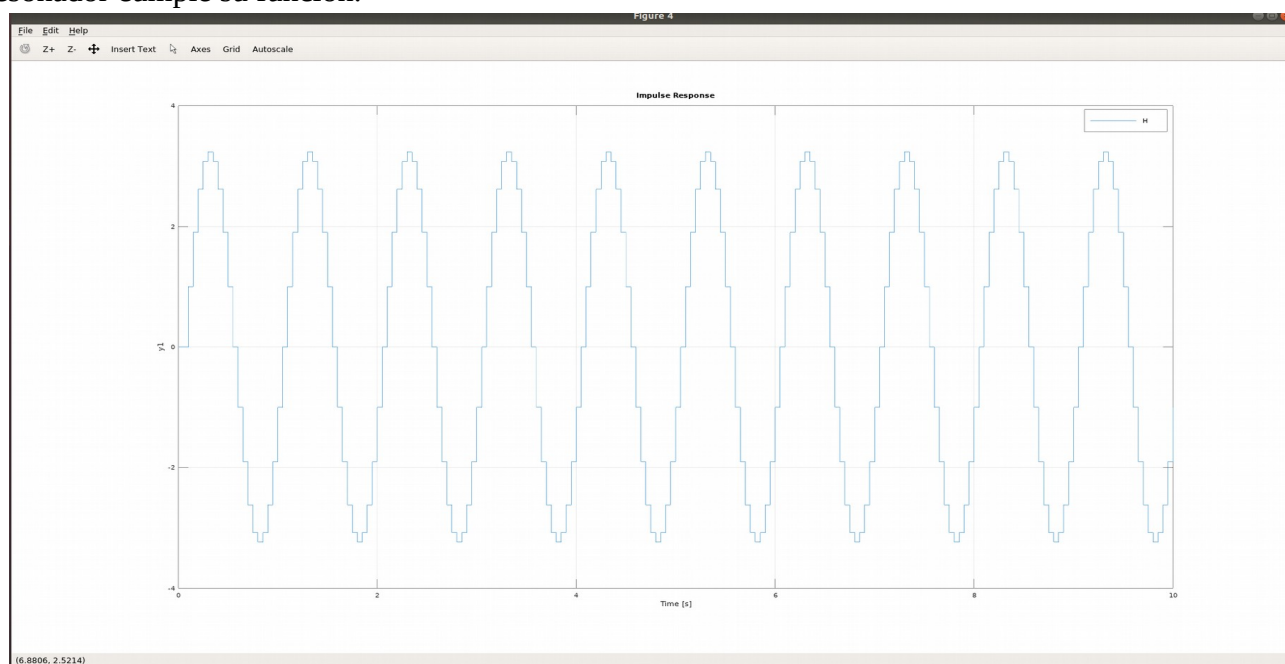 Figure 4
File Edit Help
Z+ Z- Insert Text Axes Grid Autoscale
Impulse Response
H
4
2
0
-2
-4
y1
0 2 4 6 8 10
Time [s]
(6.8806, 2.5214)